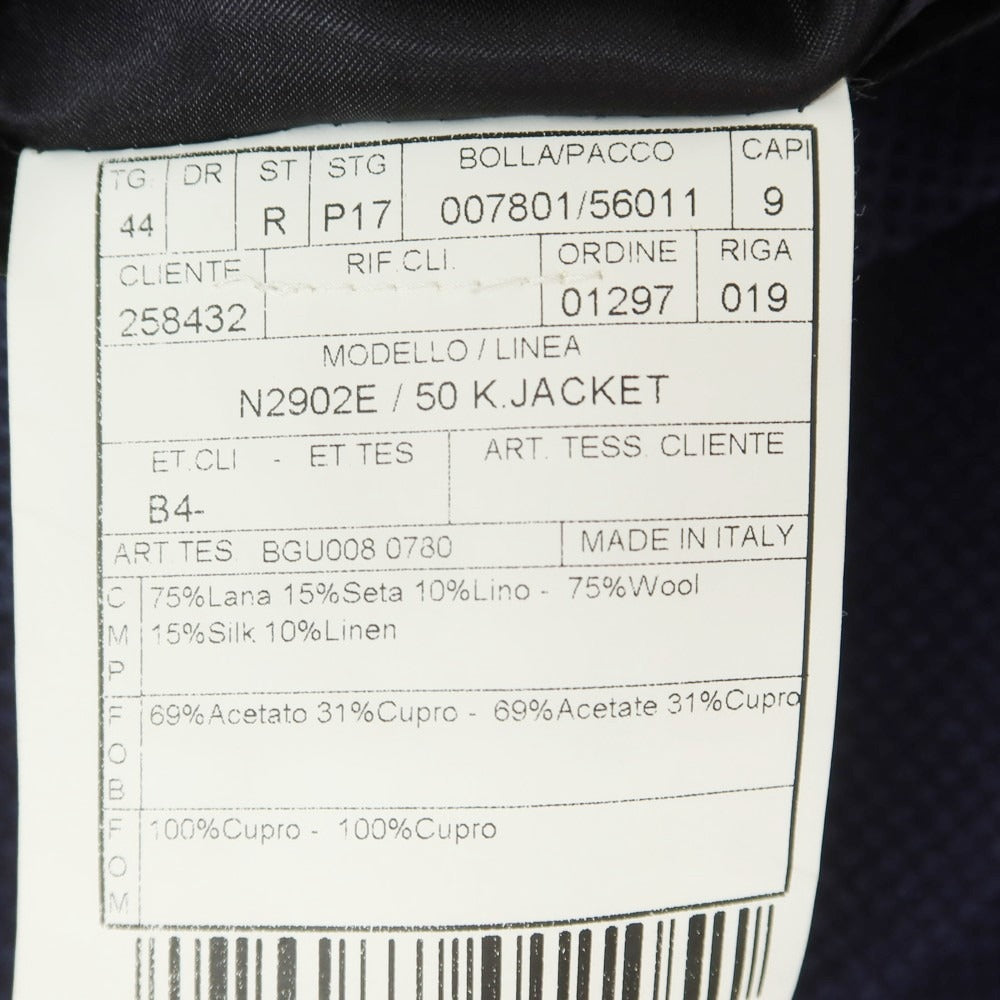 TG DR ST STG BOLLA/PACCO CAPI
44 R P17 007801/56011 9
CLIENTE RIF.CLI. ORDINE RIGA
258432 01297 019
MODELLO / LINEA
N2902E / 50 K.JACKET
ET.CLI - ET TES ART. TESS. CLIENTE
B4-
ART.TES BGU008 0780 MADE IN ITALY
C M P 75%Lana 15%Seta 10%Lino - 75%Wool
15%Silk 10%Linen
F O B 69%Acetato 31%Cupro - 69%Acetate 31%Cupro
F O M 100%Cupro - 100%Cupro